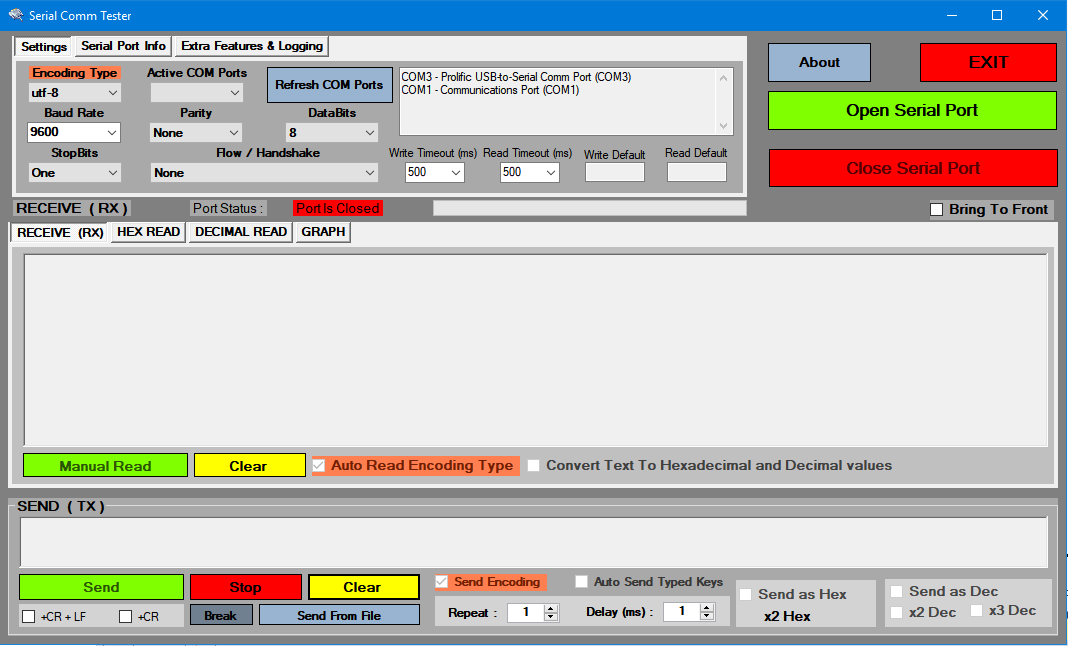 Serial Comm Tester
Settings Serial Port Info Extra Features & Logging
Encoding Type Active COM Ports
utf-8
Refresh COM Ports
Baud Rate Parity DataBits
9600 None 8
COM3 - Prolific USB-to-Serial Comm Port (COM3)
COM1 - Communications Port (COM1)
StopBits Flow / Handshake Write Timeout (ms) Read Timeout (ms) Write Default Read Default
One None 500 500
About EXIT
Open Serial Port
Close Serial Port
RECEIVE ( RX ) Port Status : Port Is Closed Bring To Front
RECEIVE (RX) HEX READ DECIMAL READ GRAPH
Manual Read Clear Auto Read Encoding Type Convert Text To Hexadecimal and Decimal values
SEND ( TX )
Send Stop Clear Send Encoding Auto Send Typed Keys
+CR + LF +CR Break Send From File Repeat : 1 Delay (ms) : 1
Send as Hex
x2 Hex
Send as Dec
x2 Dec x3 Dec